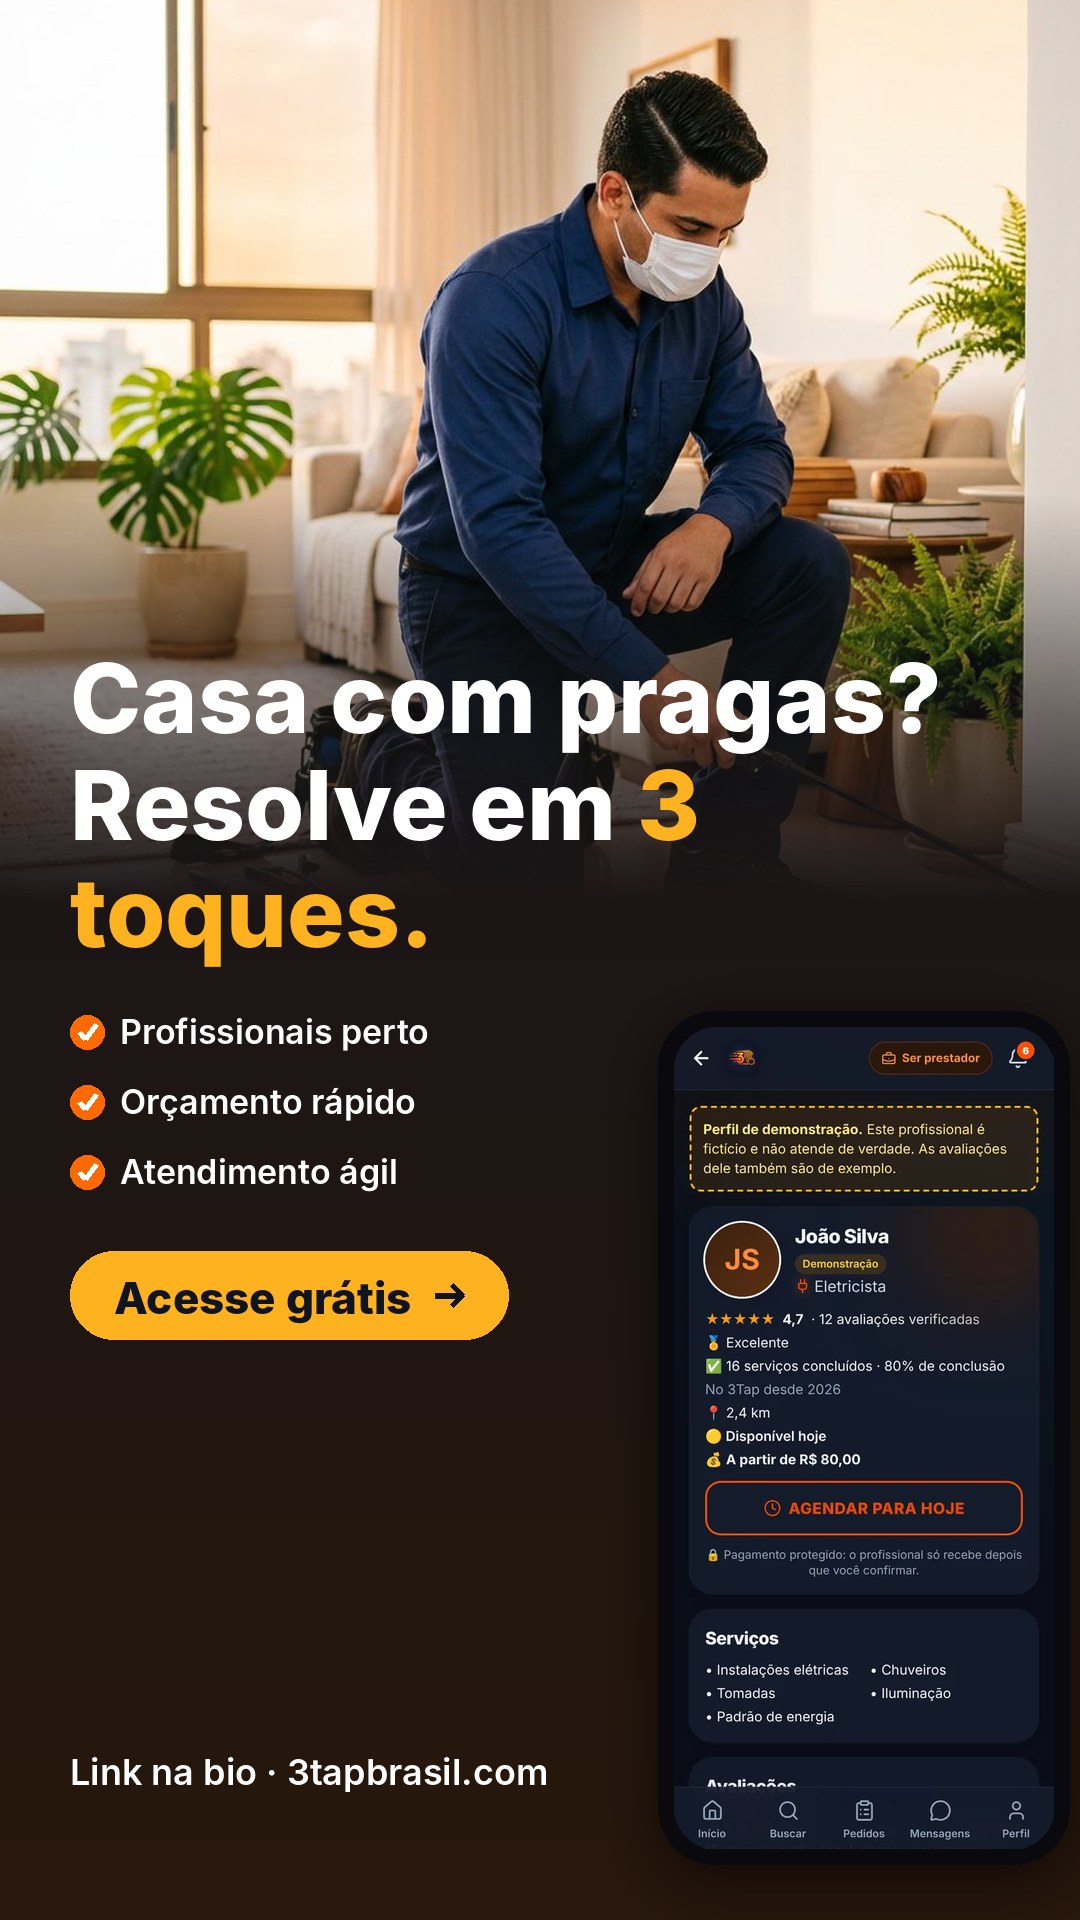 Casa com pragas?
Resolve em 3
toques.
Profissionais perto
Orçamento rápido
Atendimento ágil
Acesse grátis →
Link na bio · 3tapbrasil.com
Ser prestador
6
Perfil de demonstração. Este profissional é
fictício e não atende de verdade. As avaliações
dele também são de exemplo.
JS
João Silva
Demonstração
Eletricista
★★★★★ 4,7 · 12 avaliações verificadas
🏅 Excelente
✅ 16 serviços concluídos · 80% de conclusão
No 3Tap desde 2026
📍 2,4 km
🟡 Disponível hoje
💰 A partir de R$ 80,00
AGENDAR PARA HOJE
🔒 Pagamento protegido: o profissional só recebe depois
que você confirmar.
Serviços
• Instalações elétricas • Chuveiros
• Tomadas • Iluminação
• Padrão de energia
Avaliações
Início Buscar Pedidos Mensagens Perfil